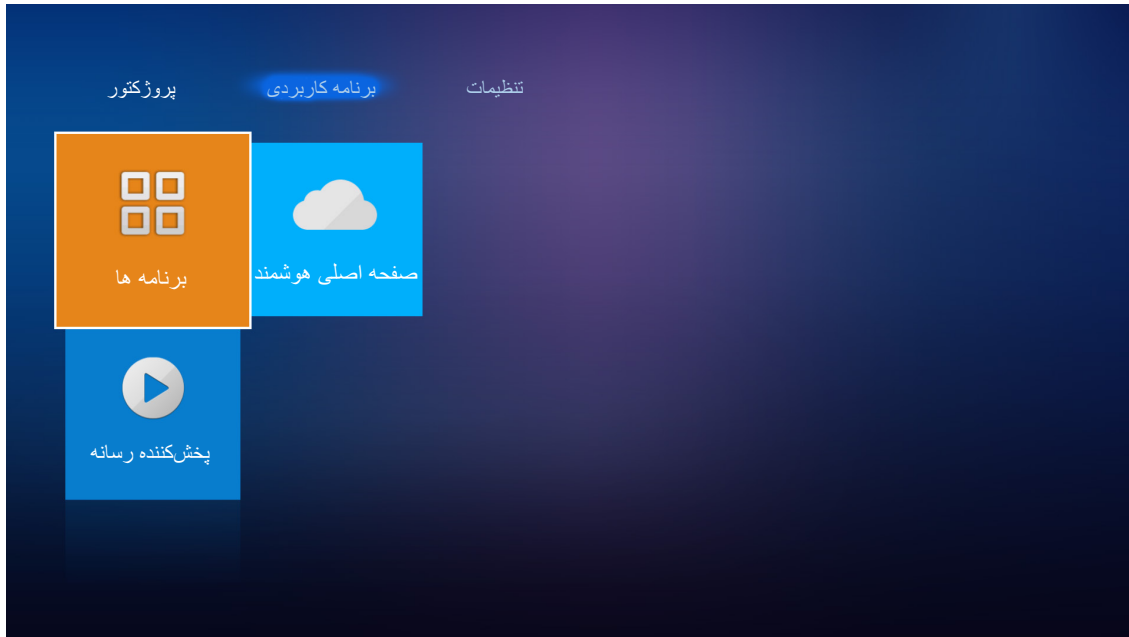 پروژکتور
برنامه کاربردی
تنظیمات
برنامه ها
صفحه اصلی هوشمند
پخش‌کننده رسانه